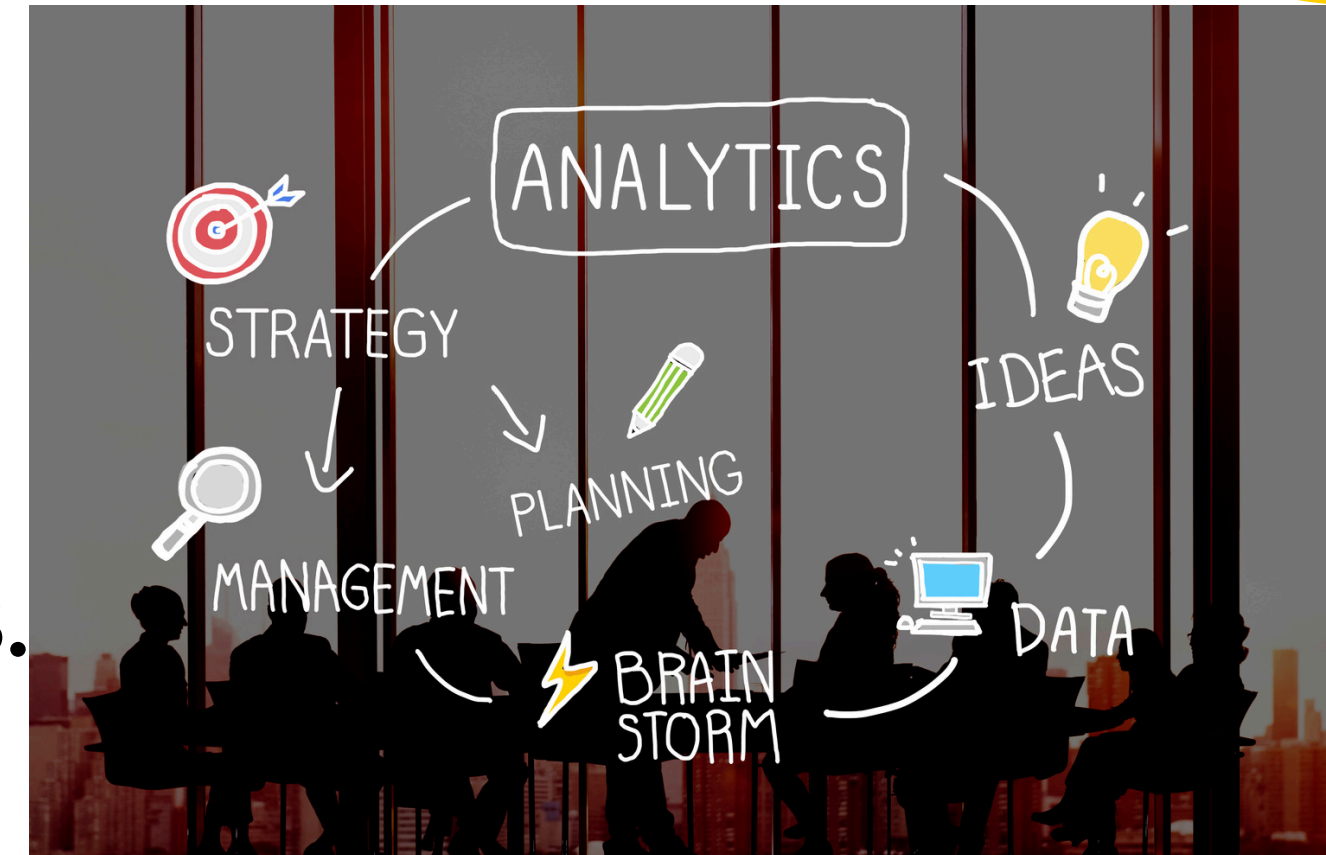 ANALYTICS
STRATEGY
IDEAS
PLANNING
MANAGEMENT
DATA
BRAIN
STORM